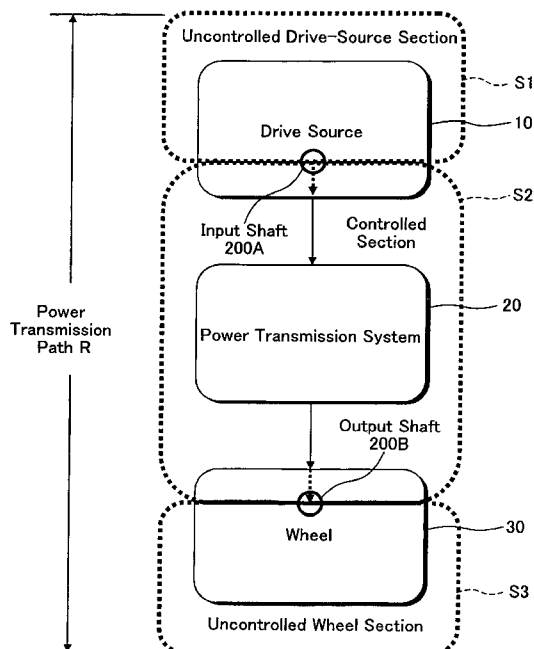 Uncontrolled Drive-Source Section
S1
10
Drive Source
S2
Input Shaft
200A
Controlled
Section
Power
Transmission
Path R
20
Power Transmission System
Output Shaft
200B
30
Wheel
S3
Uncontrolled Wheel Section